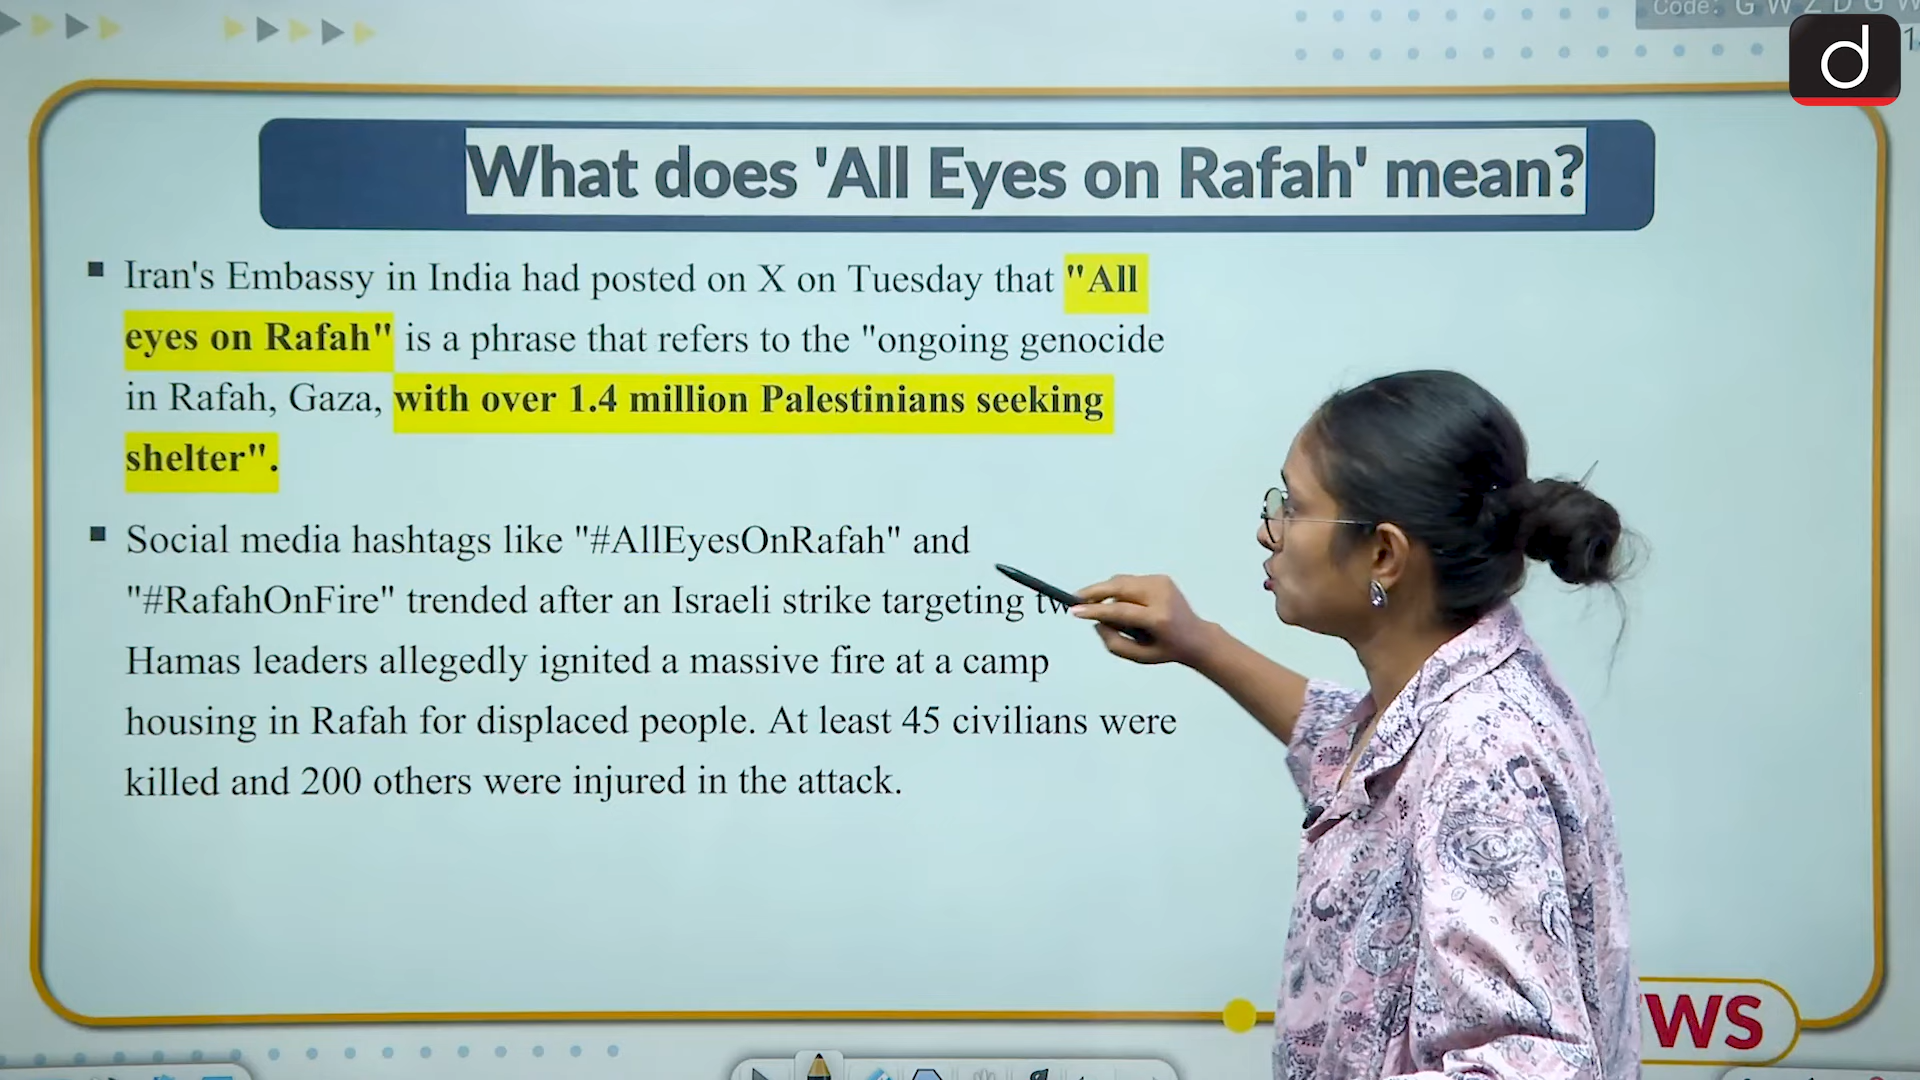 Code: G W Z D G W
d
What does 'All Eyes on Rafah' mean?
Iran's Embassy in India had posted on X on Tuesday that "All
eyes on Rafah" is a phrase that refers to the "ongoing genocide
in Rafah, Gaza, with over 1.4 million Palestinians seeking
shelter".
Social media hashtags like "#AllEyesOnRafah" and
"#RafahOnFire" trended after an Israeli strike targeting
Hamas leaders allegedly ignited a massive fire at a camp
housing in Rafah for displaced people. At least 45 civilians were
killed and 200 others were injured in the attack.